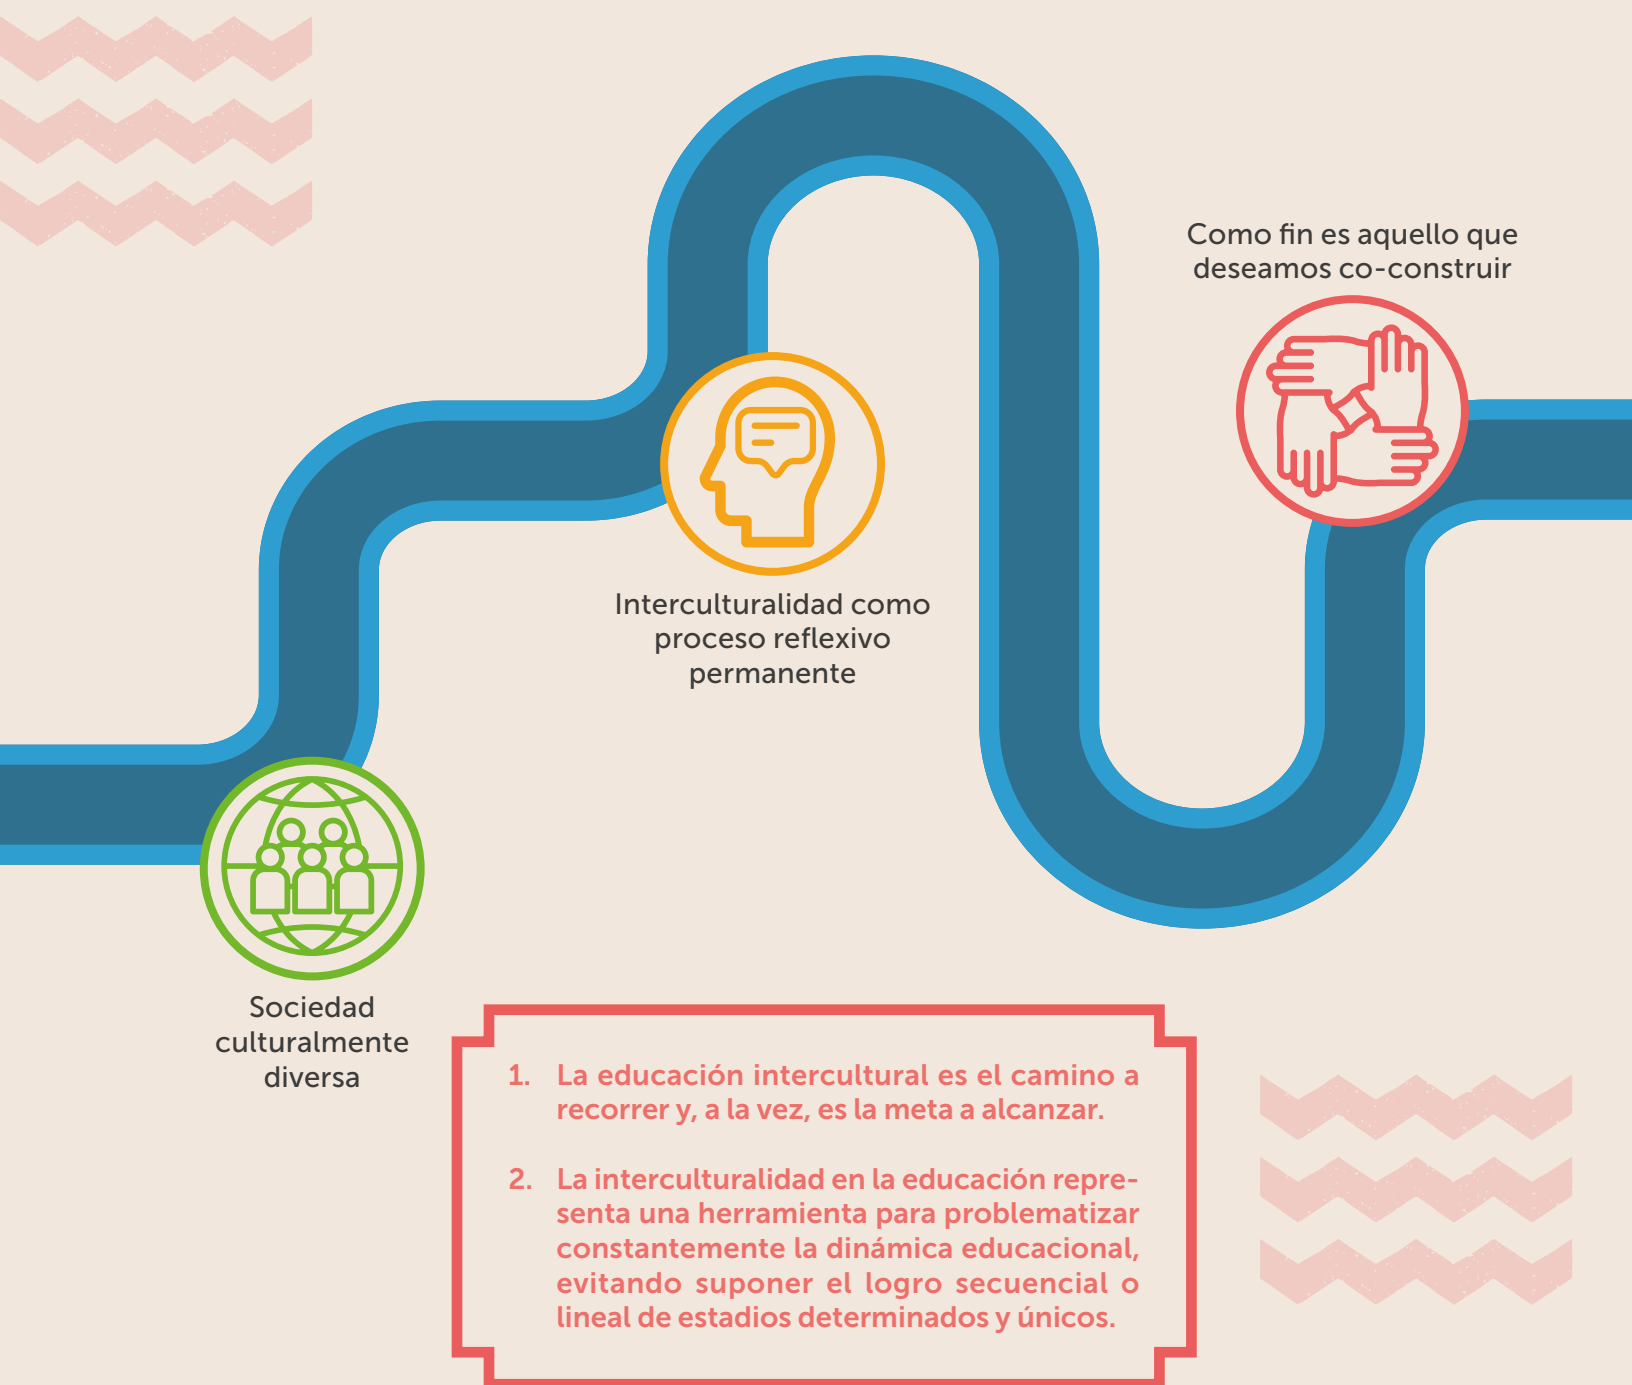 Como fin es aquello que
deseamos co-construir
Interculturalidad como
proceso reflexivo
permanente
Sociedad
culturalmente
diversa
1. La educación intercultural es el camino a
recorrer y, a la vez, es la meta a alcanzar.
2. La interculturalidad en la educación repre-
senta una herramienta para problematizar
constantemente la dinámica educacional,
evitando suponer el logro secuencial o
lineal de estadios determinados y únicos.